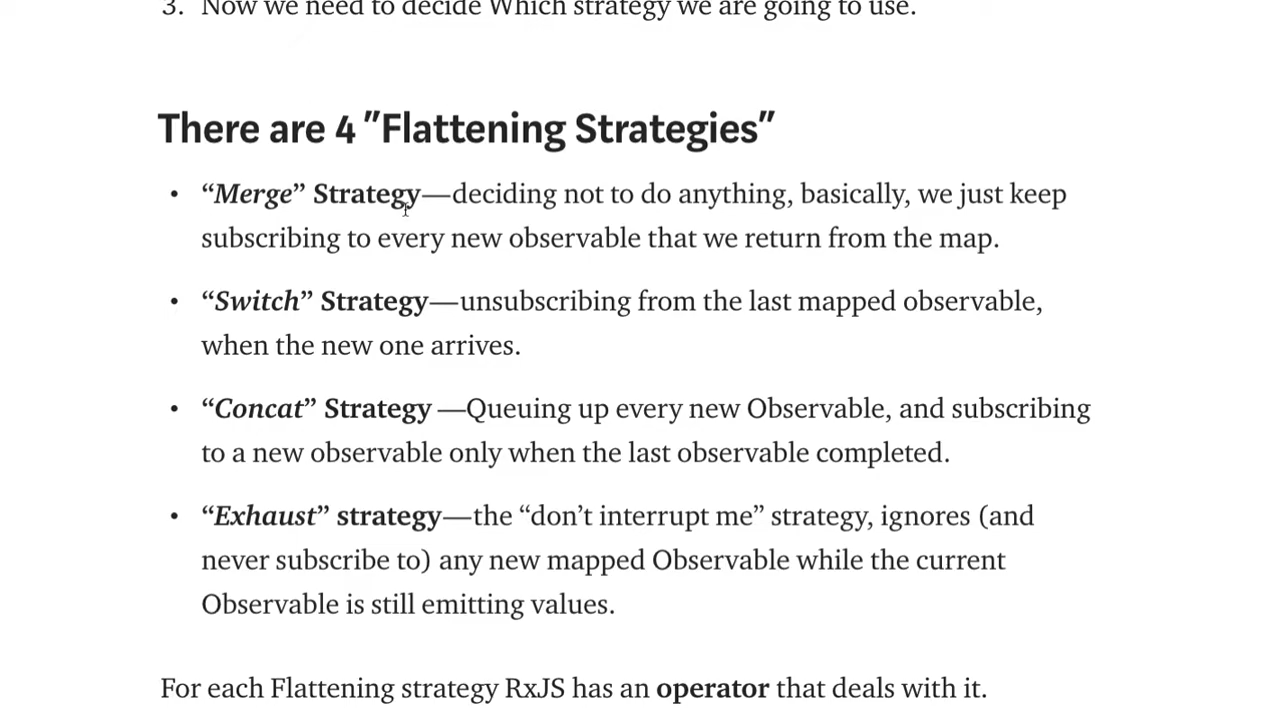 3. Now we need to decide Which strategy we are going to use.
There are 4 "Flattening Strategies"
• “Merge” Strategy—deciding not to do anything, basically, we just keep
subscribing to every new observable that we return from the map.
• “Switch” Strategy—unsubscribing from the last mapped observable,
when the new one arrives.
• “Concat” Strategy —Queuing up every new Observable, and subscribing
to a new observable only when the last observable completed.
• “Exhaust” strategy—the “don’t interrupt me” strategy, ignores (and
never subscribe to) any new mapped Observable while the current
Observable is still emitting values.
For each Flattening strategy RxJS has an operator that deals with it.